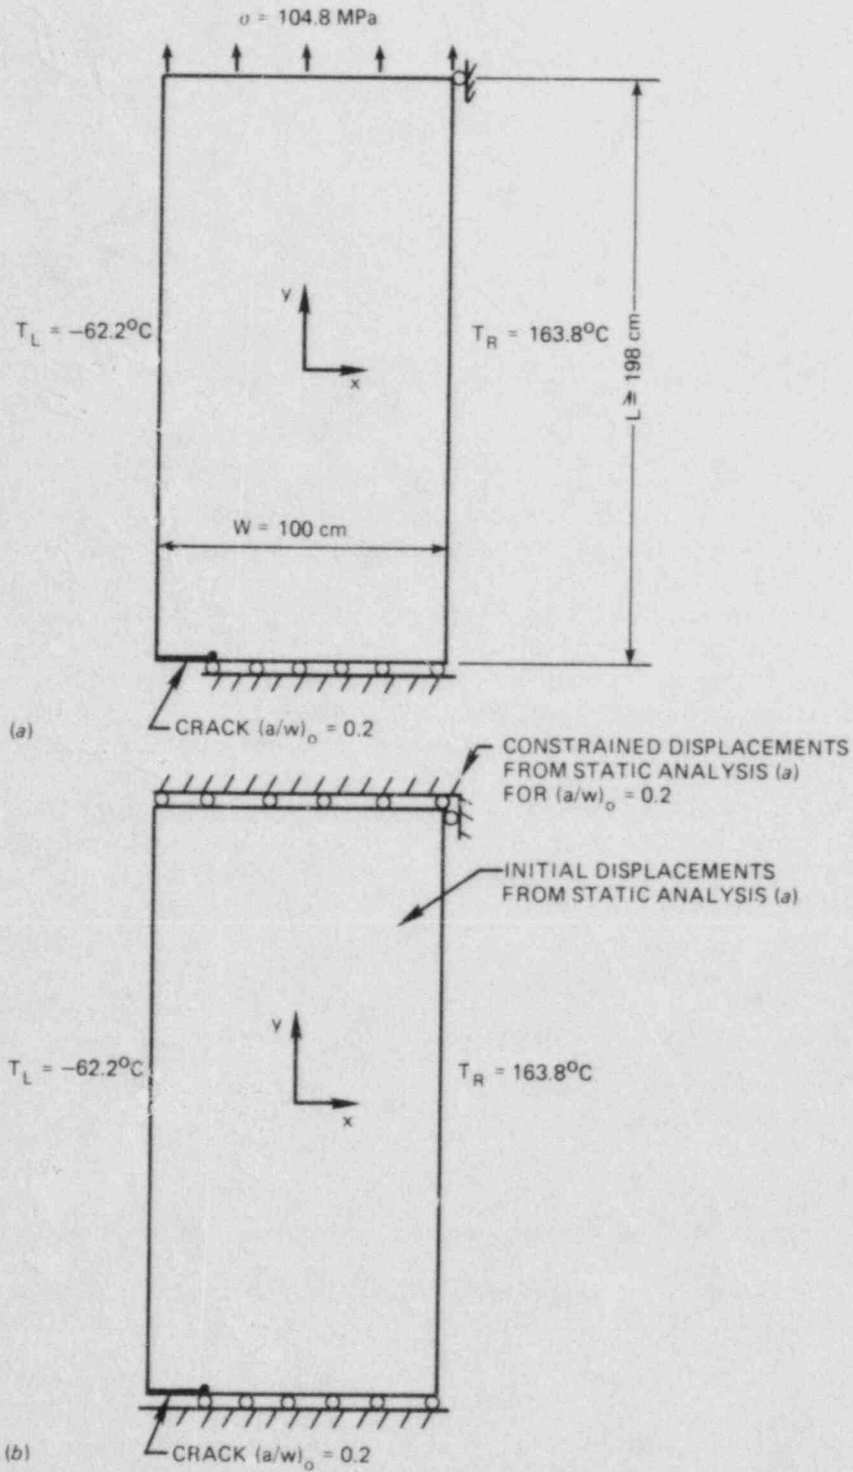 σ = 104.8 MPa
y
x
T_L = −62.2°C
T_R = 163.8°C
L = 198 cm
W = 100 cm
(a)
CRACK (a/w)_o = 0.2
CONSTRAINED DISPLACEMENTS
FROM STATIC ANALYSIS (a)
FOR (a/w)_o = 0.2
INITIAL DISPLACEMENTS
FROM STATIC ANALYSIS (a)
y
x
T_L = −62.2°C
T_R = 163.8°C
(b)
CRACK (a/w)_o = 0.2